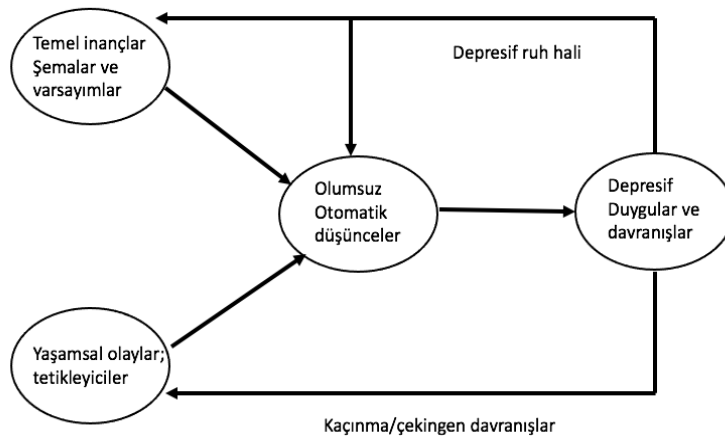 Temel inançlar
Şemalar ve
varsayımlar
Depresif ruh hali
Olumsuz
Otomatik
düşünceler
Depresif
Duygular ve
davranışlar
Yaşamsal olaylar;
tetikleyiciler
Kaçınma/çekingen davranışlar